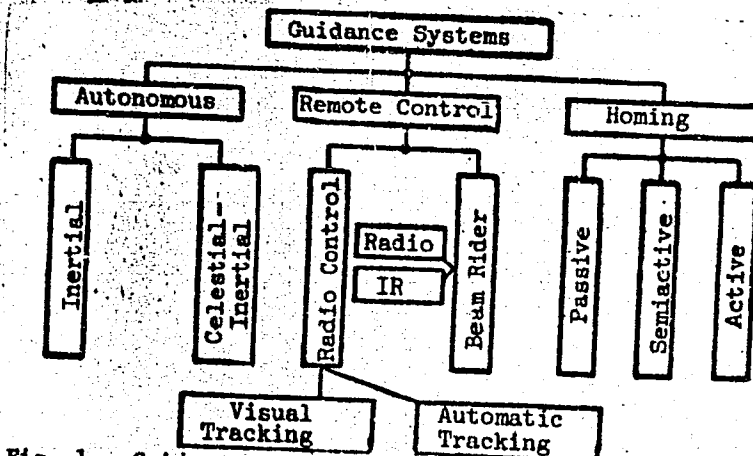 Guidance Systems
Autonomous
Remote Control
Homing
Inertial
Celestial-
Inertial
Radio Control
Radio
IR
Beam Rider
Passive
Semiactive
Active
Visual
Tracking
Automatic
Tracking